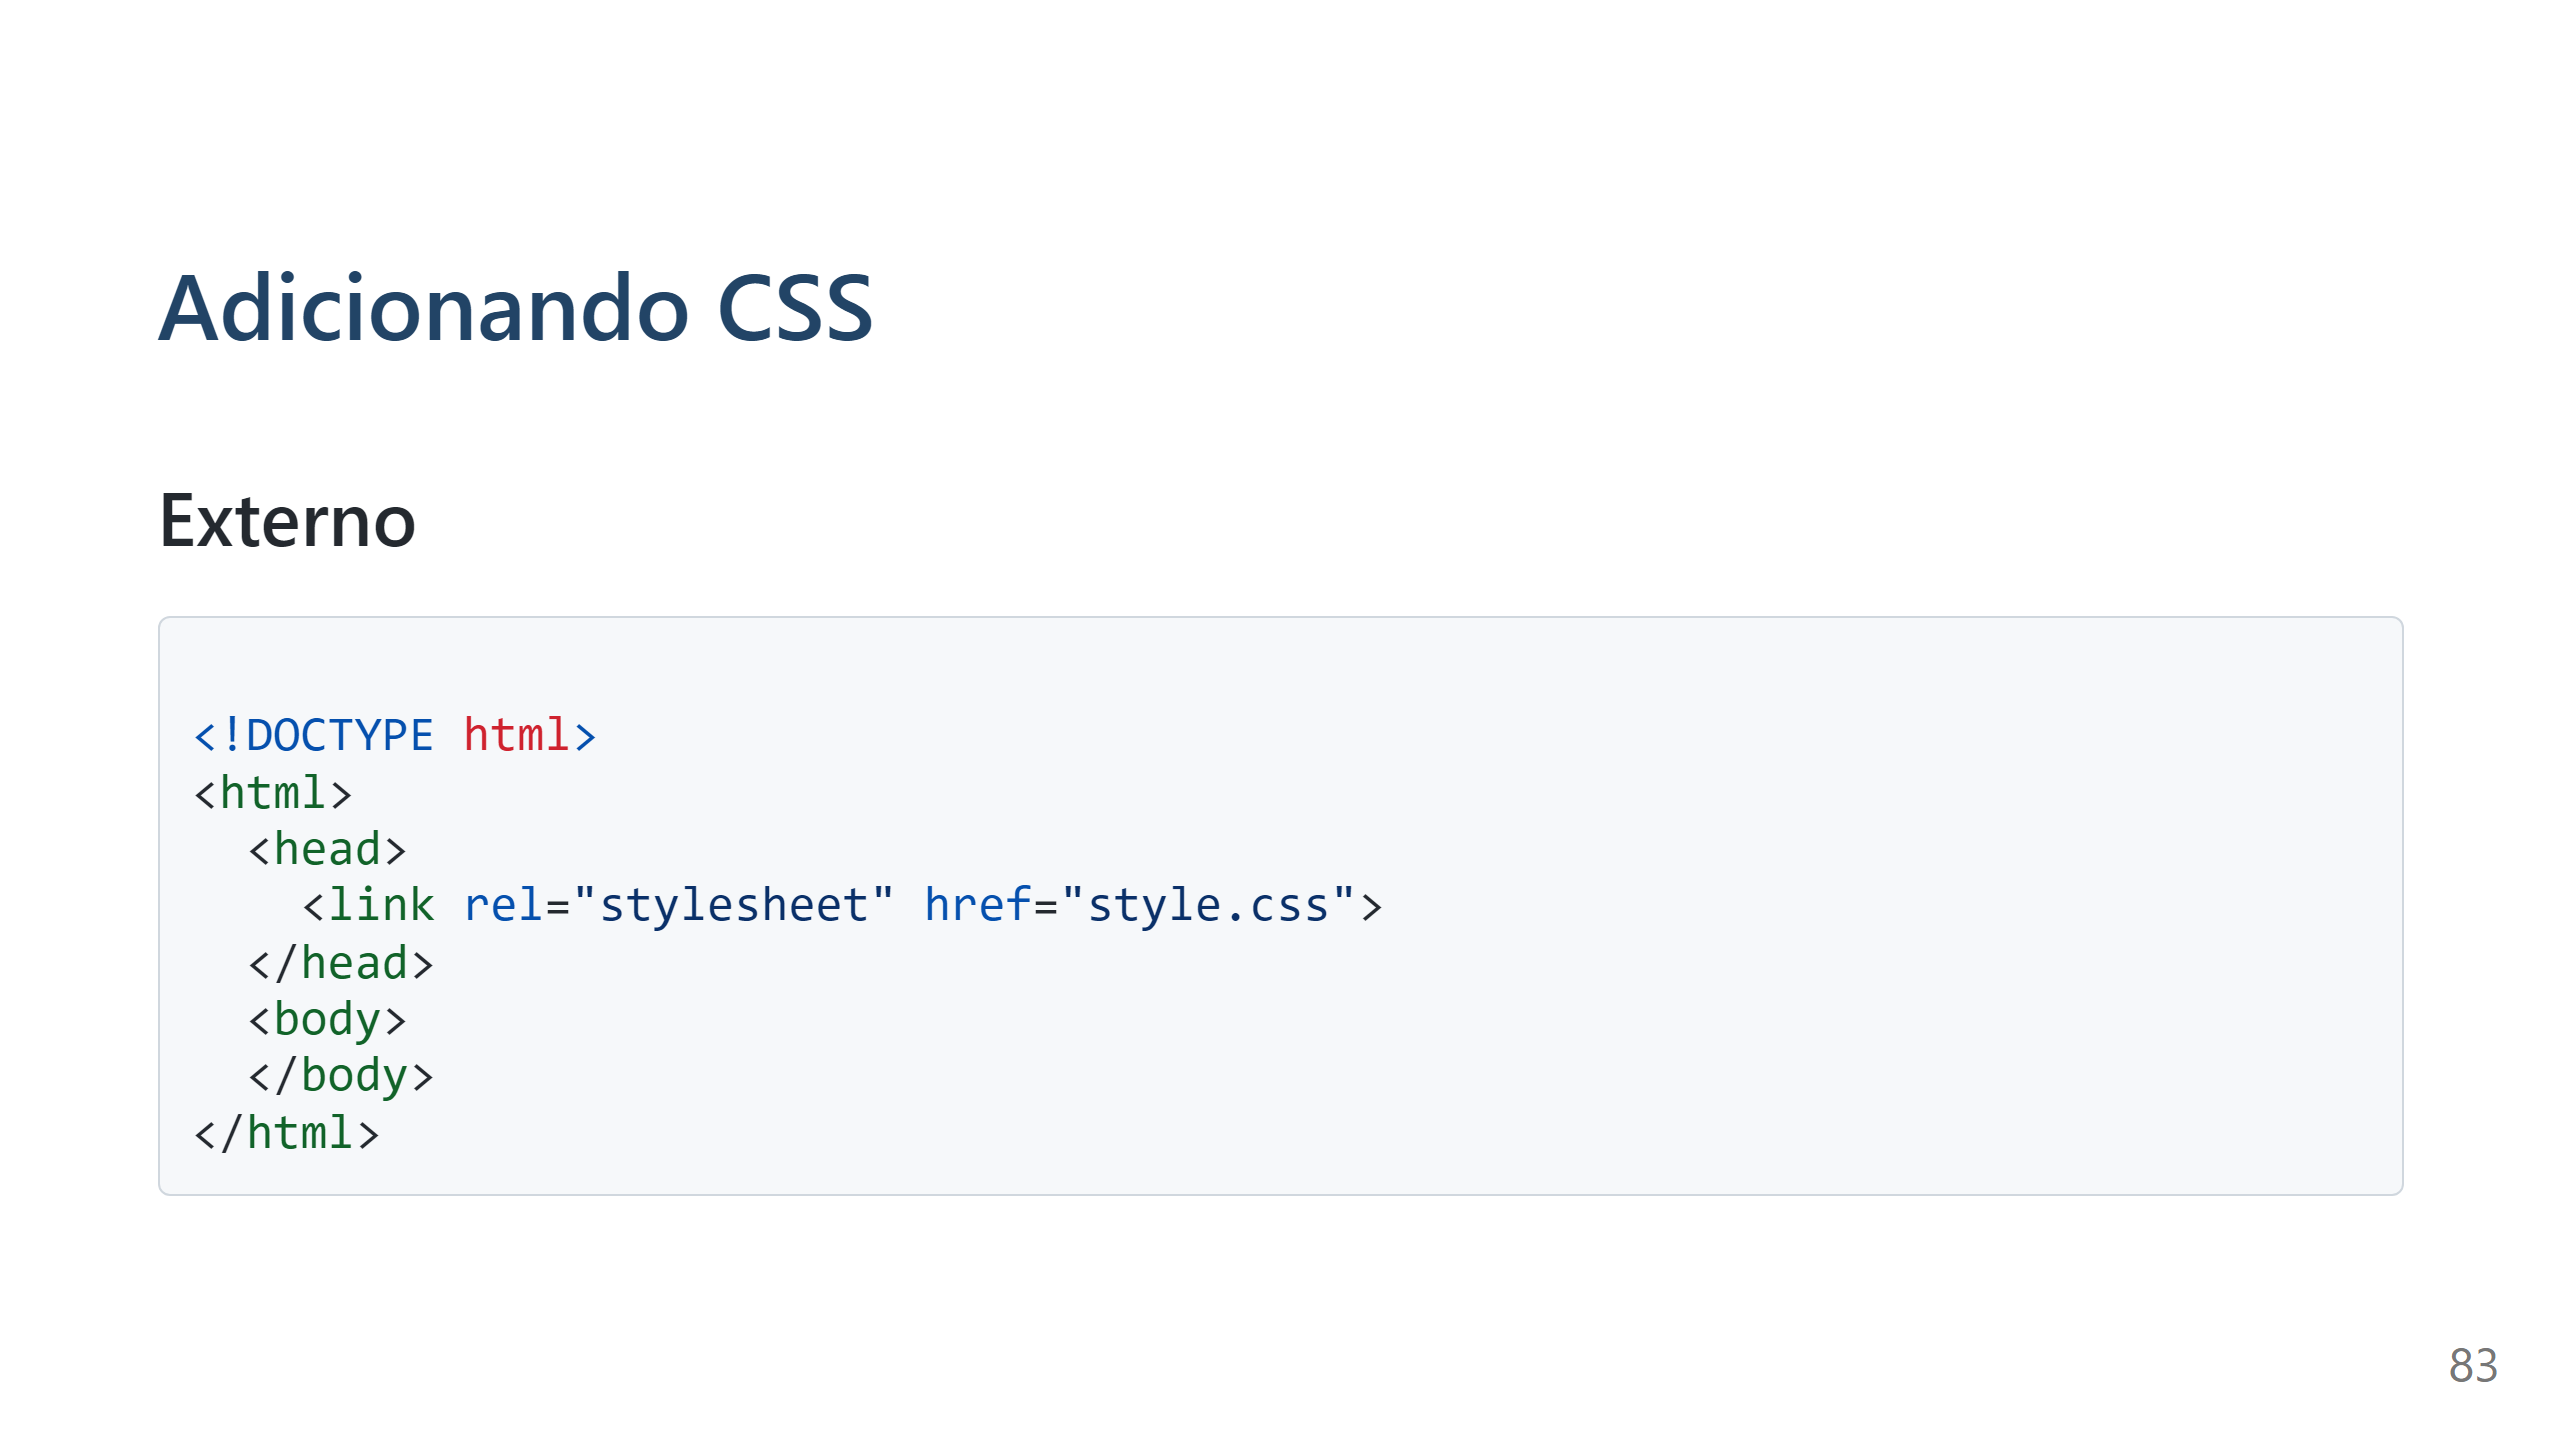 Adicionando CSS
Externo
<!DOCTYPE html>
<html>
  <head>
    <link rel="stylesheet" href="style.css">
  </head>
  <body>
  </body>
</html>
83